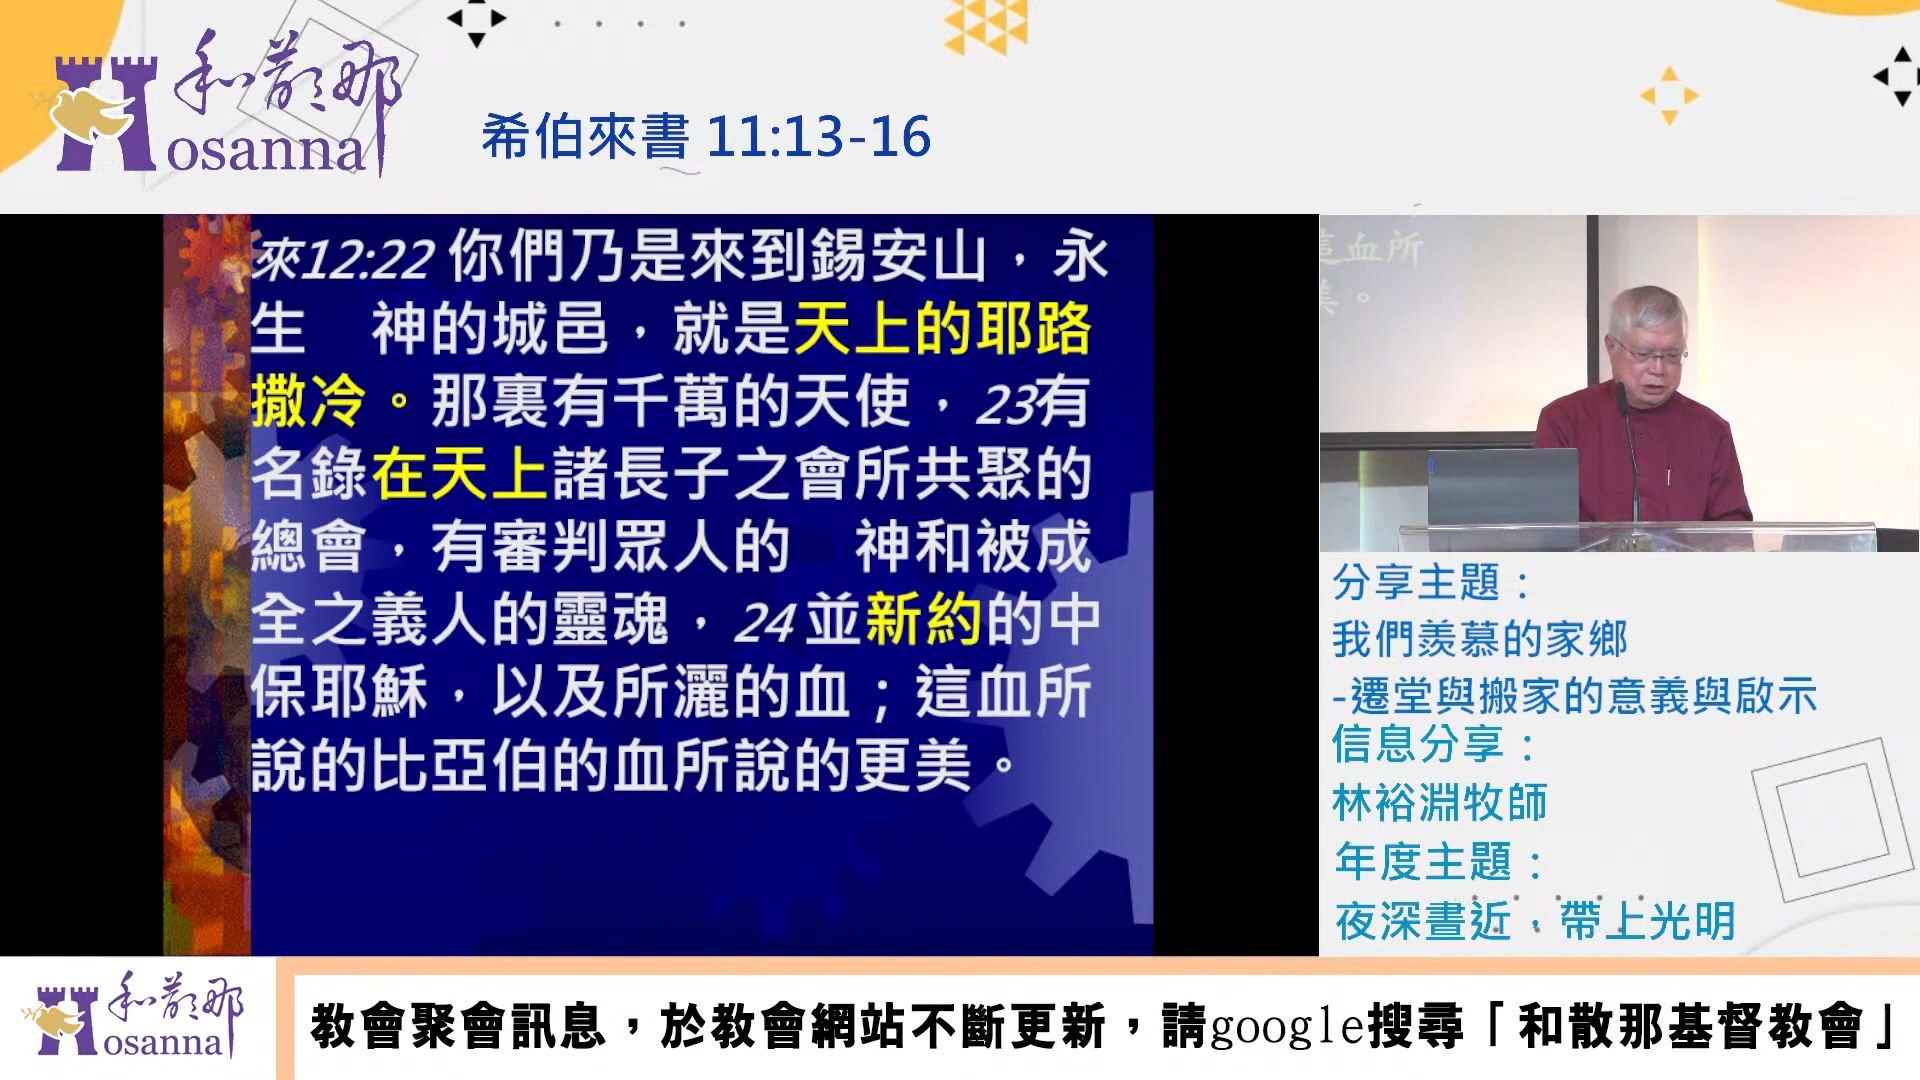 和散那
Hosanna
希伯來書 11:13-16
來12:22 你們乃是來到錫安山，永
生　神的城邑，就是天上的耶路
撒冷。那裏有千萬的天使，23有
名錄在天上諸長子之會所共聚的
總會，有審判眾人的　神和被成
全之義人的靈魂，24 並新約的中
保耶穌，以及所灑的血；這血所
說的比亞伯的血所說的更美。
這血所
美。
分享主題：
我們羨慕的家鄉
-遷堂與搬家的意義與啟示
信息分享：
林裕淵牧師
年度主題：
夜深晝近，帶上光明
和散那
Hosanna
教會聚會訊息，於教會網站不斷更新，請google搜尋「和散那基督教會」